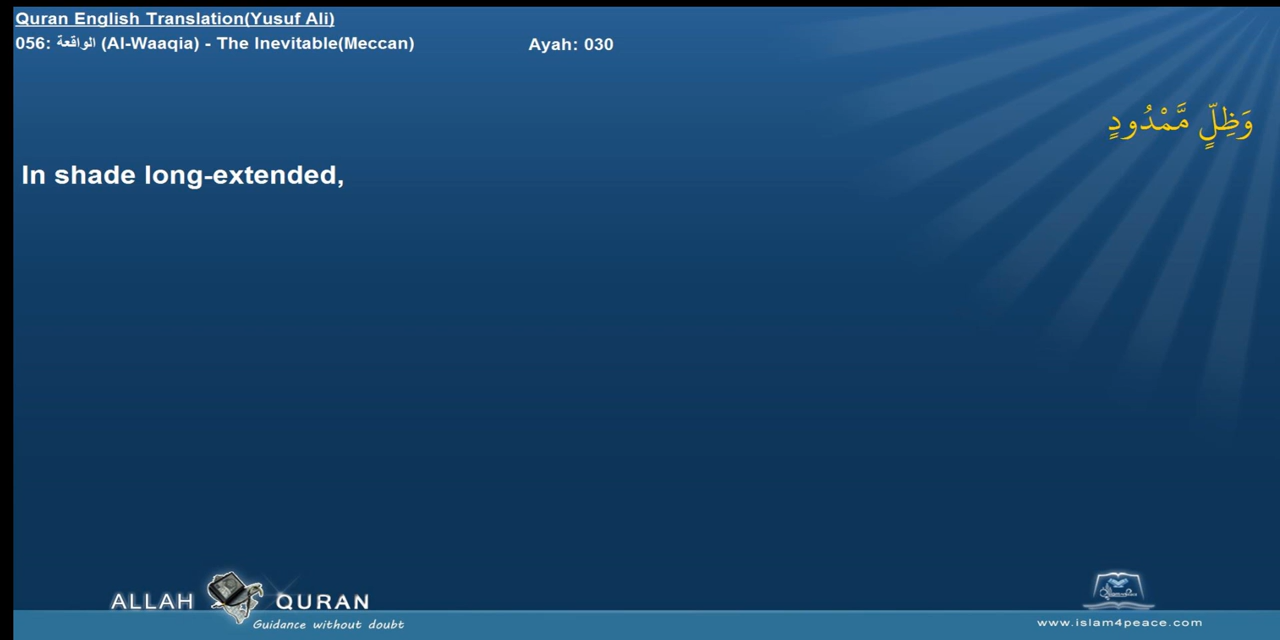 Quran English Translation(Yusuf Ali)
056: الواقعة (Al-Waaqia) - The Inevitable(Meccan) Ayah: 030
وَظِلٍّ مَّمْدُودٍ
In shade long-extended,
ALLAH QURAN
Guidance without doubt
www.islam4peace.com